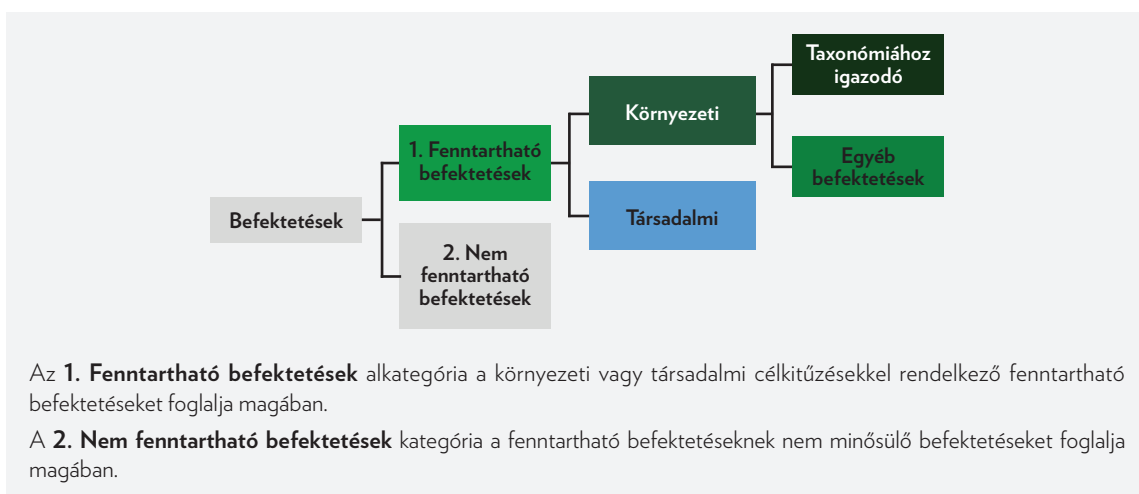 Taxonómiához
igazodó
Környezeti
1. Fenntartható
befektetések
Egyéb
befektetések
Befektetések
Társadalmi
2. Nem
fenntartható
befektetések
Az 1. Fenntartható befektetések alkategória a környezeti vagy társadalmi célkitűzésekkel rendelkező fenntartható
befektetéseket foglalja magában.
A 2. Nem fenntartható befektetések kategória a fenntartható befektetéseknek nem minősülő befektetéseket foglalja
magában.